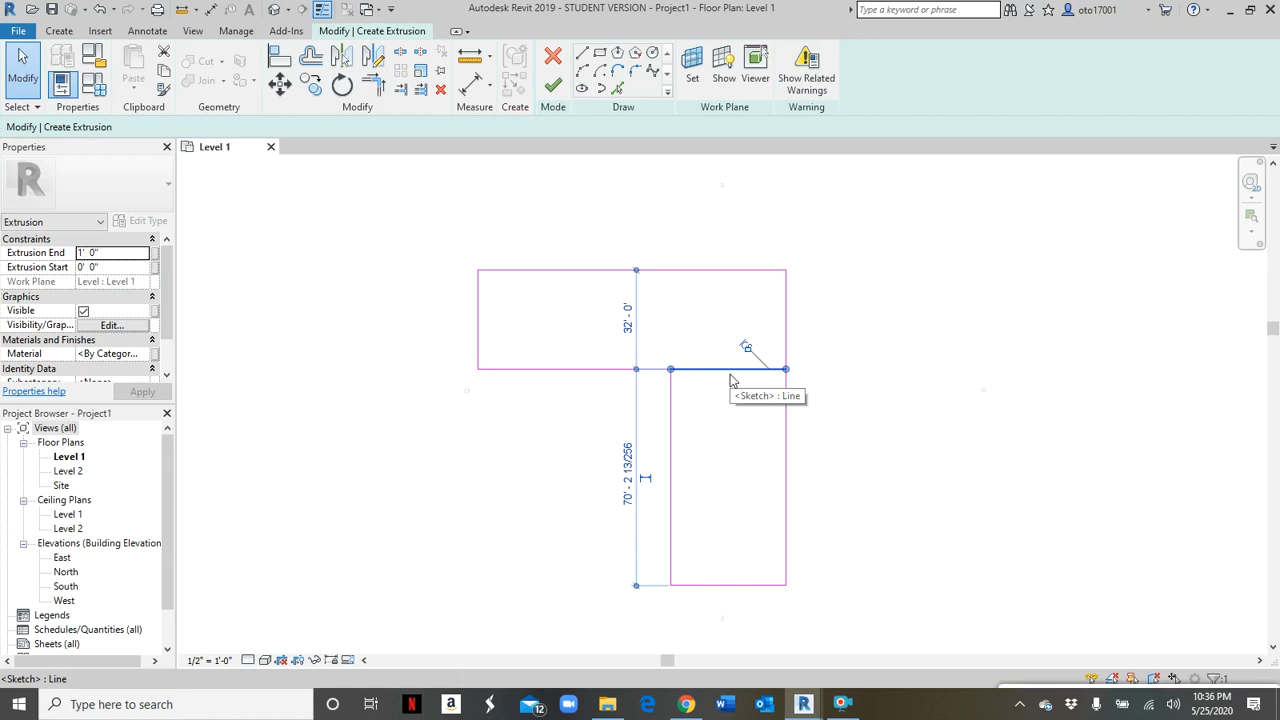 Autodesk Revit 2019 - STUDENT VERSION - Project1 - Floor Plan: Level 1
Type a keyword or phrase
oto17001
File Create Insert Annotate View Manage Add-Ins Modify | Create Extrusion
Modify
Paste
Cut
Join
Set Show Viewer
Show Related
Warnings
Select Properties Clipboard Geometry Modify Measure Create Mode Draw Work Plane Warning
Modify | Create Extrusion
Properties
Level 1
R
Extrusion
Edit Type
Constraints
Extrusion End 1' 0"
Extrusion Start 0' 0"
Work Plane Level : Level 1
Graphics
Visible
Visibility/Grap... Edit...
Materials and Finishes
Material <By Categor...
Identity Data
Properties help
Apply
Project Browser - Project1
Views (all)
Floor Plans
Level 1
Level 2
Site
Ceiling Plans
Level 1
Level 2
Elevations (Building Elevation
East
North
South
West
Legends
Schedules/Quantities (all)
Sheets (all)
2D
32' - 0"
70' - 2 13/256
<Sketch> : Line
1/2" = 1'-0"
<Sketch> : Line
:1
Type here to search
12
10:36 PM
5/25/2020